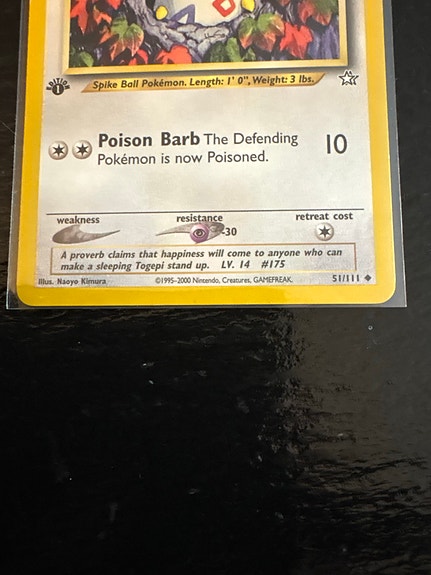 EDITION
1
Spike Ball Pokémon. Length: 1' 0", Weight: 3 lbs.
Poison Barb The Defending 10
Pokémon is now Poisoned.
weakness resistance retreat cost
-30
A proverb claims that happiness will come to anyone who can
make a sleeping Togepi stand up. LV. 14 #175
Illus. Naoyo Kimura ©1995-2000 Nintendo, Creatures, GAMEFREAK. 51/111